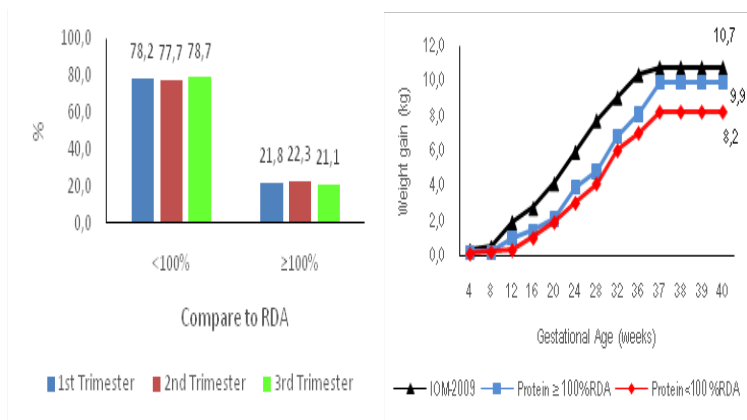 100,0
80,0
60,0
40,0
20,0
0,0
%
78,2 77,7 78,7
21,8 22,3 21,1
<100% ≥100%
Compare to RDA
1st Trimester 2nd Trimester 3rd Trimester
12,0
10,0
8,0
6,0
4,0
2,0
0,0
Weight gain (kg)
10,7
9,9
8,2
4 8 12 16 20 24 28 32 36 37 38 39 40
Gestational Age (weeks)
IOM-2009 Protein ≥ 100%RDA Protein<100%RDA